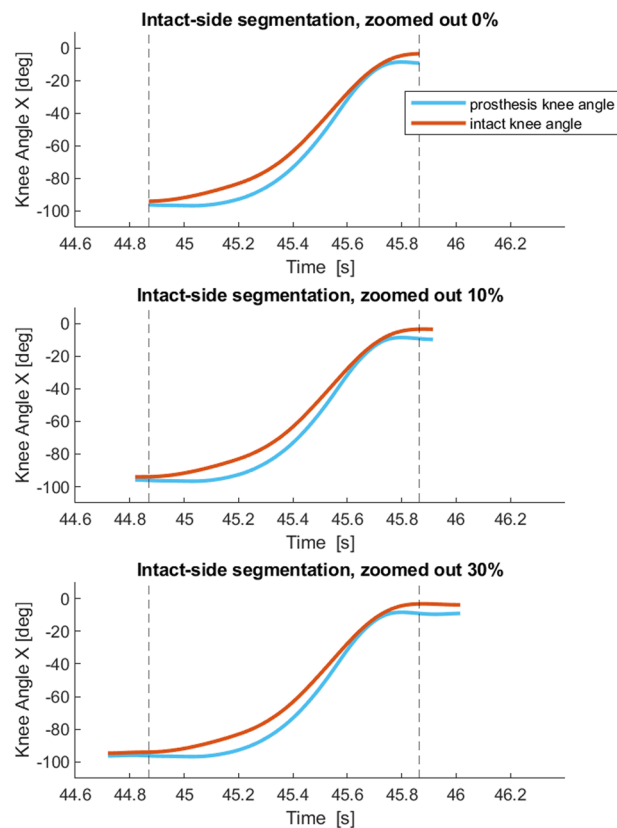 Intact-side segmentation, zoomed out 0%
0
-20
-40
-60
-80
-100
Knee Angle X [deg]
prosthesis knee angle
intact knee angle
44.6 44.8 45 45.2 45.4 45.6 45.8 46 46.2
Time [s]
Intact-side segmentation, zoomed out 10%
0
-20
-40
-60
-80
-100
Knee Angle X [deg]
44.6 44.8 45 45.2 45.4 45.6 45.8 46 46.2
Time [s]
Intact-side segmentation, zoomed out 30%
0
-20
-40
-60
-80
-100
Knee Angle X [deg]
44.6 44.8 45 45.2 45.4 45.6 45.8 46 46.2
Time [s]